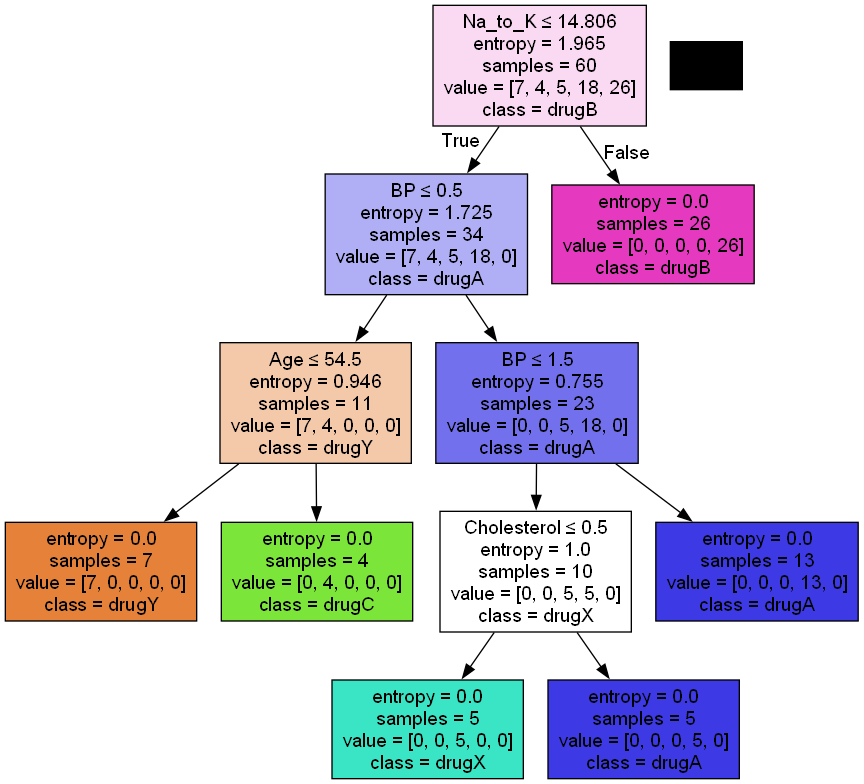 Na_to_K ≤ 14.806
entropy = 1.965
samples = 60
value = [7, 4, 5, 18, 26]
class = drugB
True
False
BP ≤ 0.5
entropy = 1.725
samples = 34
value = [7, 4, 5, 18, 0]
class = drugA
entropy = 0.0
samples = 26
value = [0, 0, 0, 0, 26]
class = drugB
Age ≤ 54.5
entropy = 0.946
samples = 11
value = [7, 4, 0, 0, 0]
class = drugY
BP ≤ 1.5
entropy = 0.755
samples = 23
value = [0, 0, 5, 18, 0]
class = drugA
entropy = 0.0
samples = 7
value = [7, 0, 0, 0, 0]
class = drugY
entropy = 0.0
samples = 4
value = [0, 4, 0, 0, 0]
class = drugC
Cholesterol ≤ 0.5
entropy = 1.0
samples = 10
value = [0, 0, 5, 5, 0]
class = drugX
entropy = 0.0
samples = 13
value = [0, 0, 0, 13, 0]
class = drugA
entropy = 0.0
samples = 5
value = [0, 0, 5, 0, 0]
class = drugX
entropy = 0.0
samples = 5
value = [0, 0, 0, 5, 0]
class = drugA